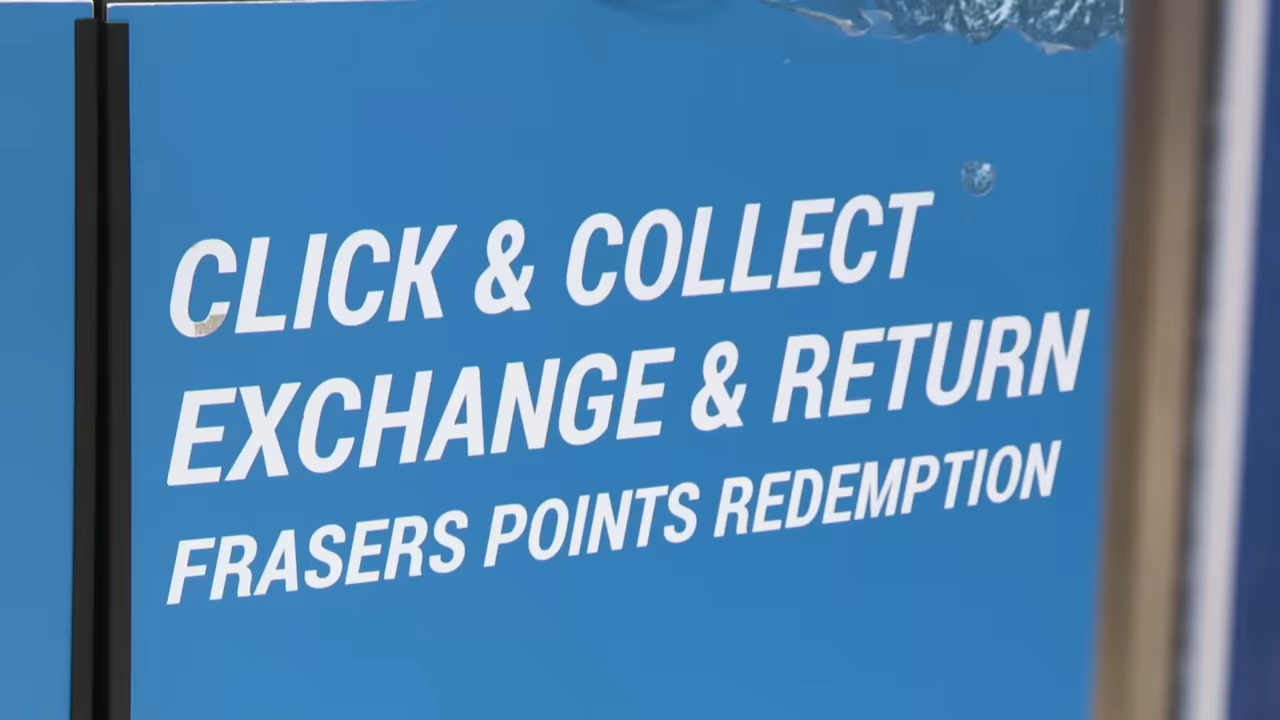 CLICK & COLLECT
EXCHANGE & RETURN
FRASERS POINTS REDEMPTION